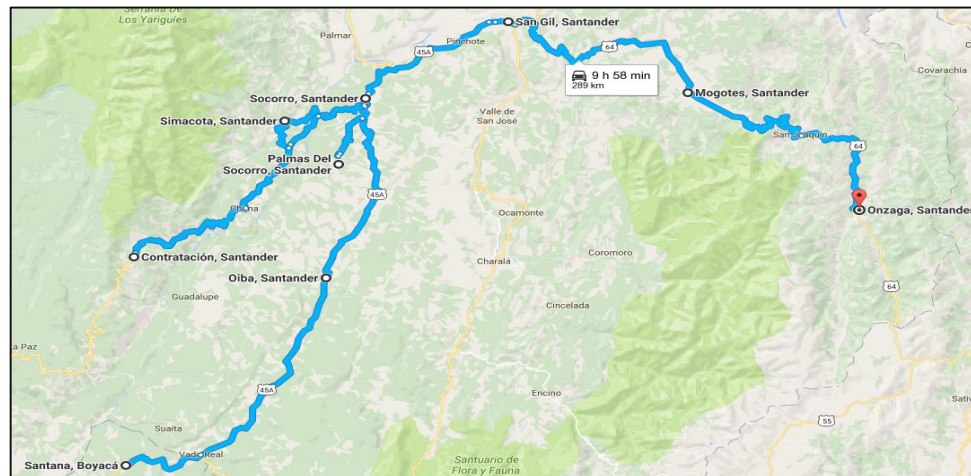 Serranía De
Los Yariguíes
Palmar
Pinchote
San Gil, Santander
45A
64
9 h 58 min
289 km
Covarachía
Socorro, Santander
Mogotes, Santander
Simacota, Santander
Valle de
San José
San Joaquín
64
Palmas Del
Socorro, Santander
45A
Chima
Ocamonte
Onzaga, Santander
Contratación, Santander
Charalá
Coromoro
Oiba, Santander
64
Guadalupe
Cincelada
La Paz
45A
Encino
Sativ
55
Suaita
Vado Real
Santana, Boyacá
Santuario de
Flora y Fauna